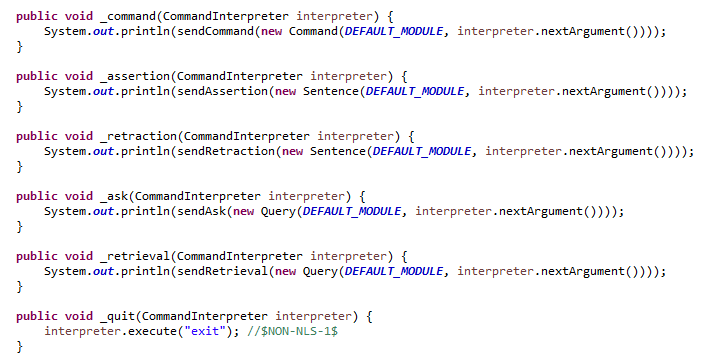 public void _command(CommandInterpreter interpreter) {
    System.out.println(sendCommand(new Command(DEFAULT_MODULE, interpreter.nextArgument())));
}
public void _assertion(CommandInterpreter interpreter) {
    System.out.println(sendAssertion(new Sentence(DEFAULT_MODULE, interpreter.nextArgument())));
}
public void _retraction(CommandInterpreter interpreter) {
    System.out.println(sendRetraction(new Sentence(DEFAULT_MODULE, interpreter.nextArgument())));
}
public void _ask(CommandInterpreter interpreter) {
    System.out.println(sendAsk(new Query(DEFAULT_MODULE, interpreter.nextArgument())));
}
public void _retrieval(CommandInterpreter interpreter) {
    System.out.println(sendRetrieval(new Query(DEFAULT_MODULE, interpreter.nextArgument())));
}
public void _quit(CommandInterpreter interpreter) {
    interpreter.execute("exit"); //$NON-NLS-1$
}